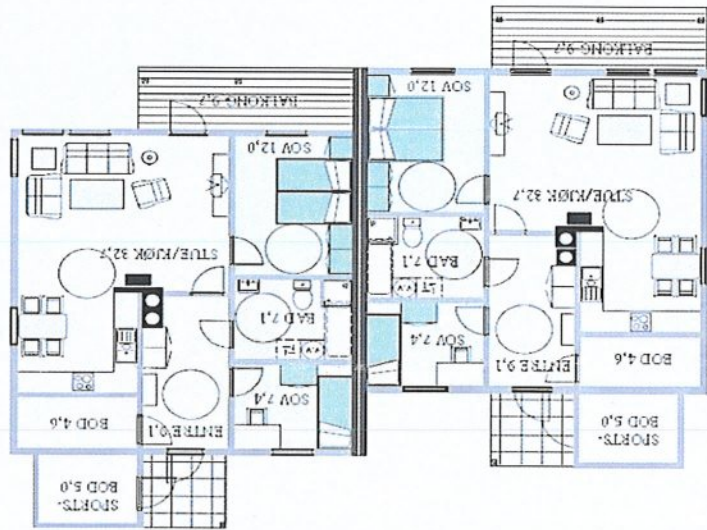 SPORTS-
BOD 5,0
BOD 4,6
ENTRE 9,1
SOV 7,4
BAD 7,1
STUE/KJØK 32,7
SOV 12,0
BALKONG 9,7
SPORTS-
BOD 5,0
BOD 4,6
ENTRE 9,1
SOV 7,4
BAD 7,1
STUE/KJØK 32,7
SOV 12,0
BALKONG 9,7